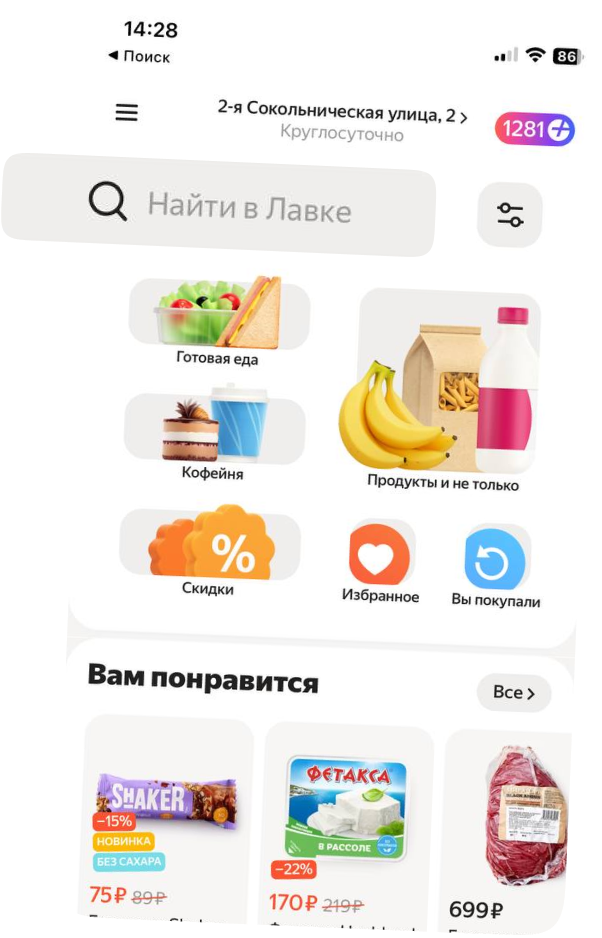 14:28
◀ Поиск
86
2-я Сокольническая улица, 2 >
Круглосуточно
1281
Найти в Лавке
Готовая еда
Кофейня
Продукты и не только
%
Скидки
Избранное
Вы покупали
Вам понравится
Все >
SHAKER
−15%
НОВИНКА
БЕЗ САХАРА
75₽ 89₽
ФЕТАКСА
В РАССОЛЕ
−22%
170₽ 219₽
699₽